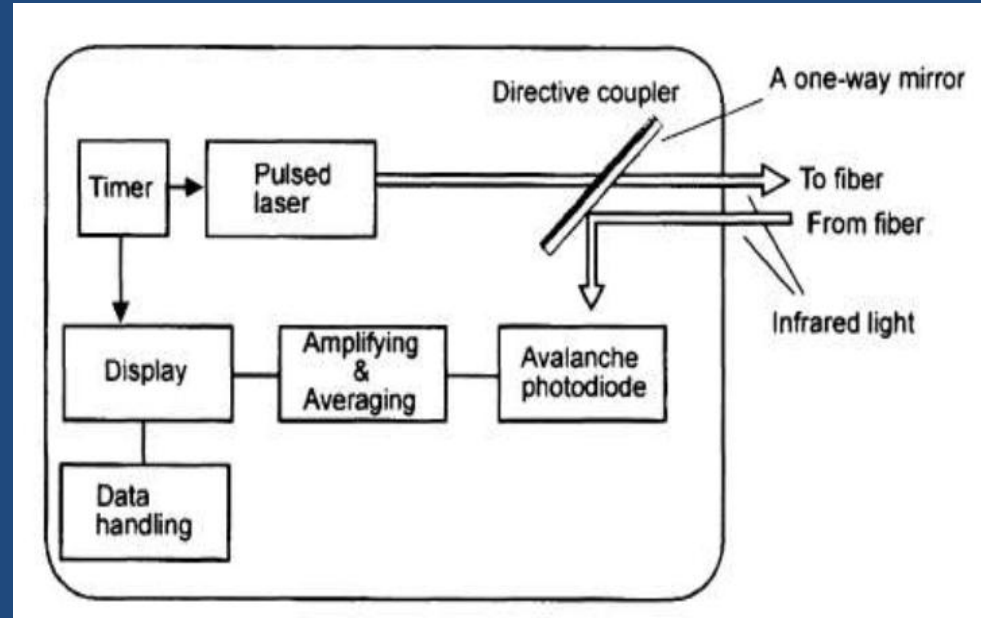 A one-way mirror
Directive coupler
Timer
Pulsed
laser
To fiber
From fiber
Infrared light
Display
Amplifying
&
Averaging
Avalanche
photodiode
Data
handling